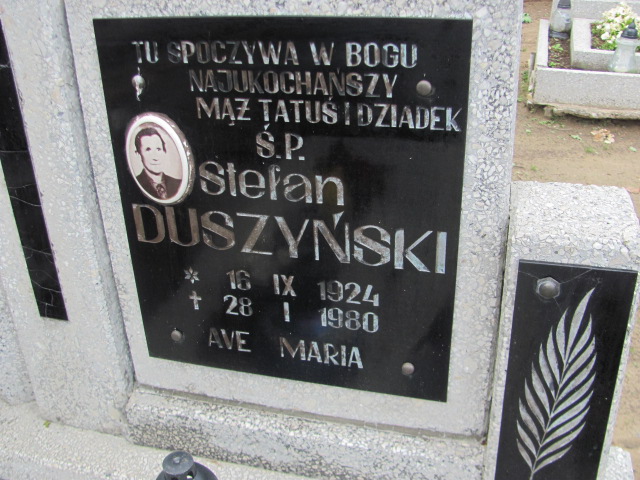 TU SPOCZYWA W BOGU
NAJUKOCHAŃSZY
MĄŻ TATUŚ I DZIADEK
Ś.P.
Stefan
DUSZYŃSKI
* 16 IX 1924
✝ 28 I 1980
AVE MARIA